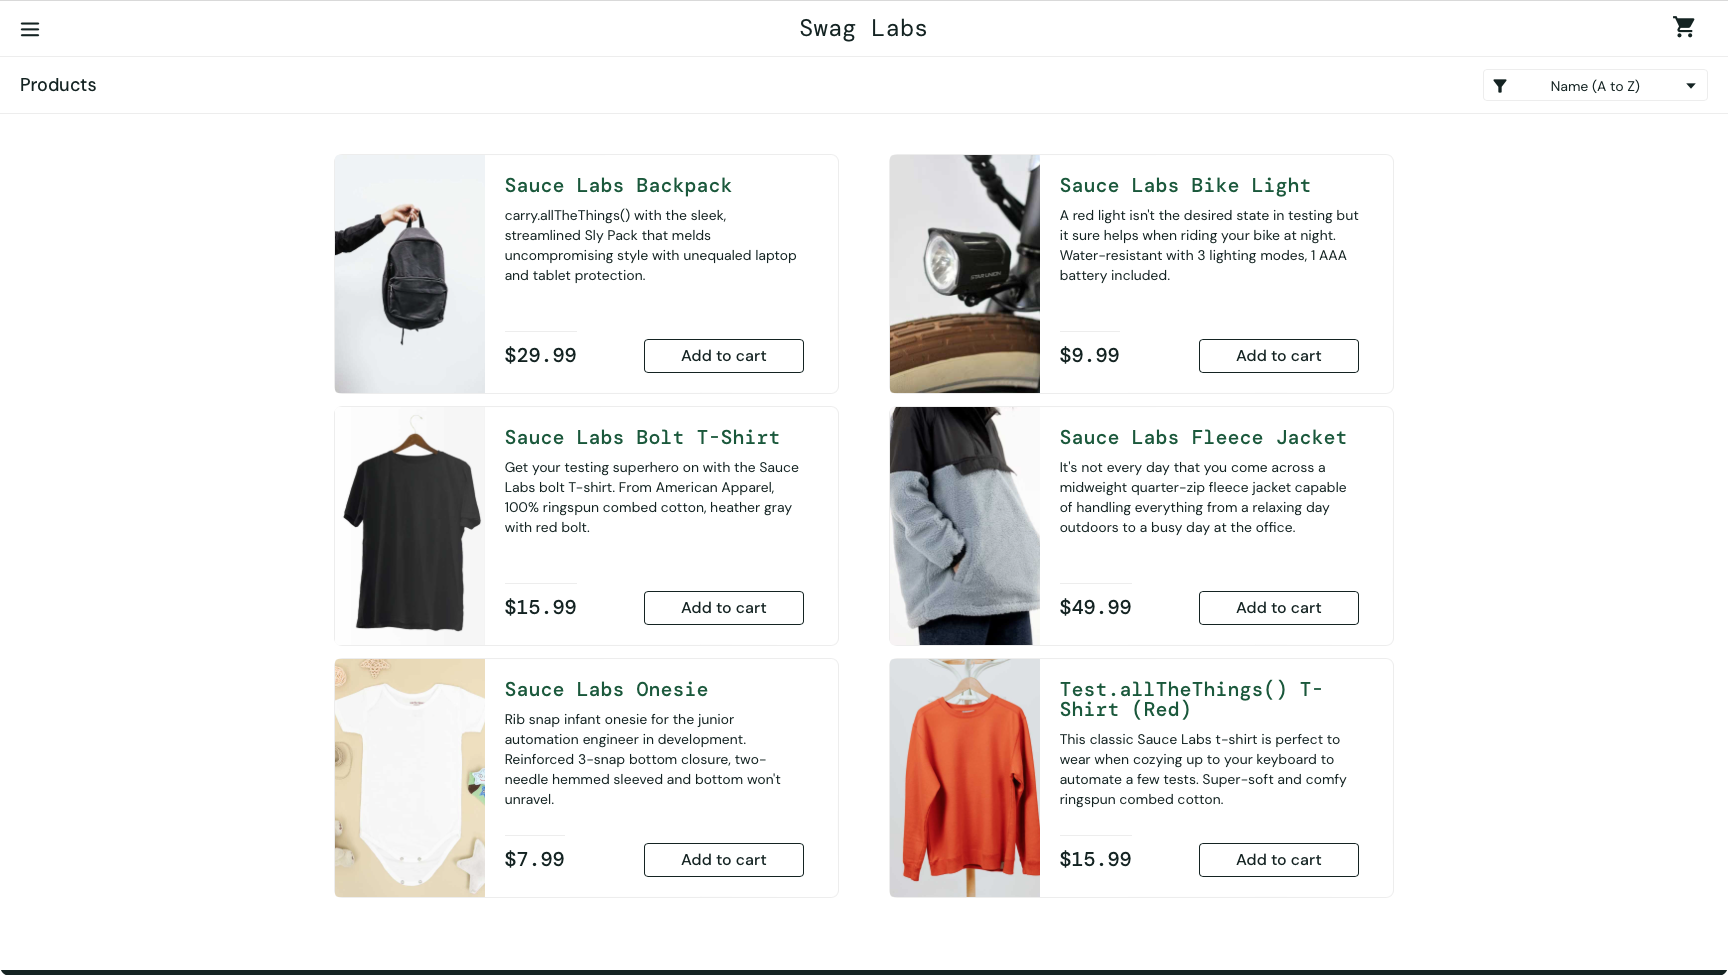 Swag Labs
Products
Name (A to Z)
Sauce Labs Backpack
carry.allTheThings() with the sleek,
streamlined Sly Pack that melds
uncompromising style with unequaled laptop
and tablet protection.
$29.99
Add to cart
Sauce Labs Bike Light
A red light isn't the desired state in testing but
it sure helps when riding your bike at night.
Water-resistant with 3 lighting modes, 1 AAA
battery included.
$9.99
Add to cart
Sauce Labs Bolt T-Shirt
Get your testing superhero on with the Sauce
Labs bolt T-shirt. From American Apparel,
100% ringspun combed cotton, heather gray
with red bolt.
$15.99
Add to cart
Sauce Labs Fleece Jacket
It's not every day that you come across a
midweight quarter-zip fleece jacket capable
of handling everything from a relaxing day
outdoors to a busy day at the office.
$49.99
Add to cart
Sauce Labs Onesie
Rib snap infant onesie for the junior
automation engineer in development.
Reinforced 3-snap bottom closure, two-
needle hemmed sleeved and bottom won't
unravel.
$7.99
Add to cart
Test.allTheThings() T-
Shirt (Red)
This classic Sauce Labs t-shirt is perfect to
wear when cozying up to your keyboard to
automate a few tests. Super-soft and comfy
ringspun combed cotton.
$15.99
Add to cart